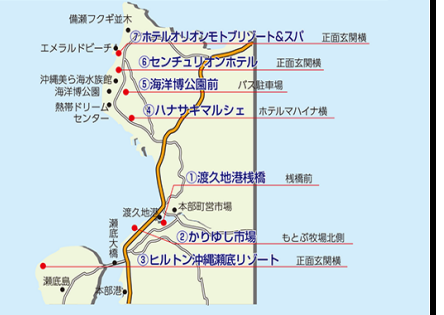 備瀬フクギ並木
⑦ホテルオリオンモトブリゾート&スパ 正面玄関横
エメラルドビーチ
⑥センチュリオンホテル 正面玄関横
沖縄美ら海水族館
海洋博公園
⑤海洋博公園前 バス駐車場
熱帯ドリーム
センター
④ハナサキマルシェ ホテルマハイナ横
①渡久地港桟橋 桟橋前
渡久地港
本部町営市場
瀬底大橋
②かりゆし市場 もとぶ牧場北側
③ヒルトン沖縄瀬底リゾート 正面玄関横
瀬底島
本部港